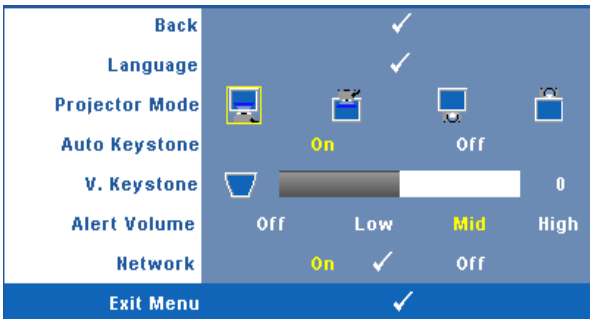 Back
Language
Projector Mode
Auto Keystone On Off
V. Keystone 0
Alert Volume Off Low Mid High
Network On Off
Exit Menu